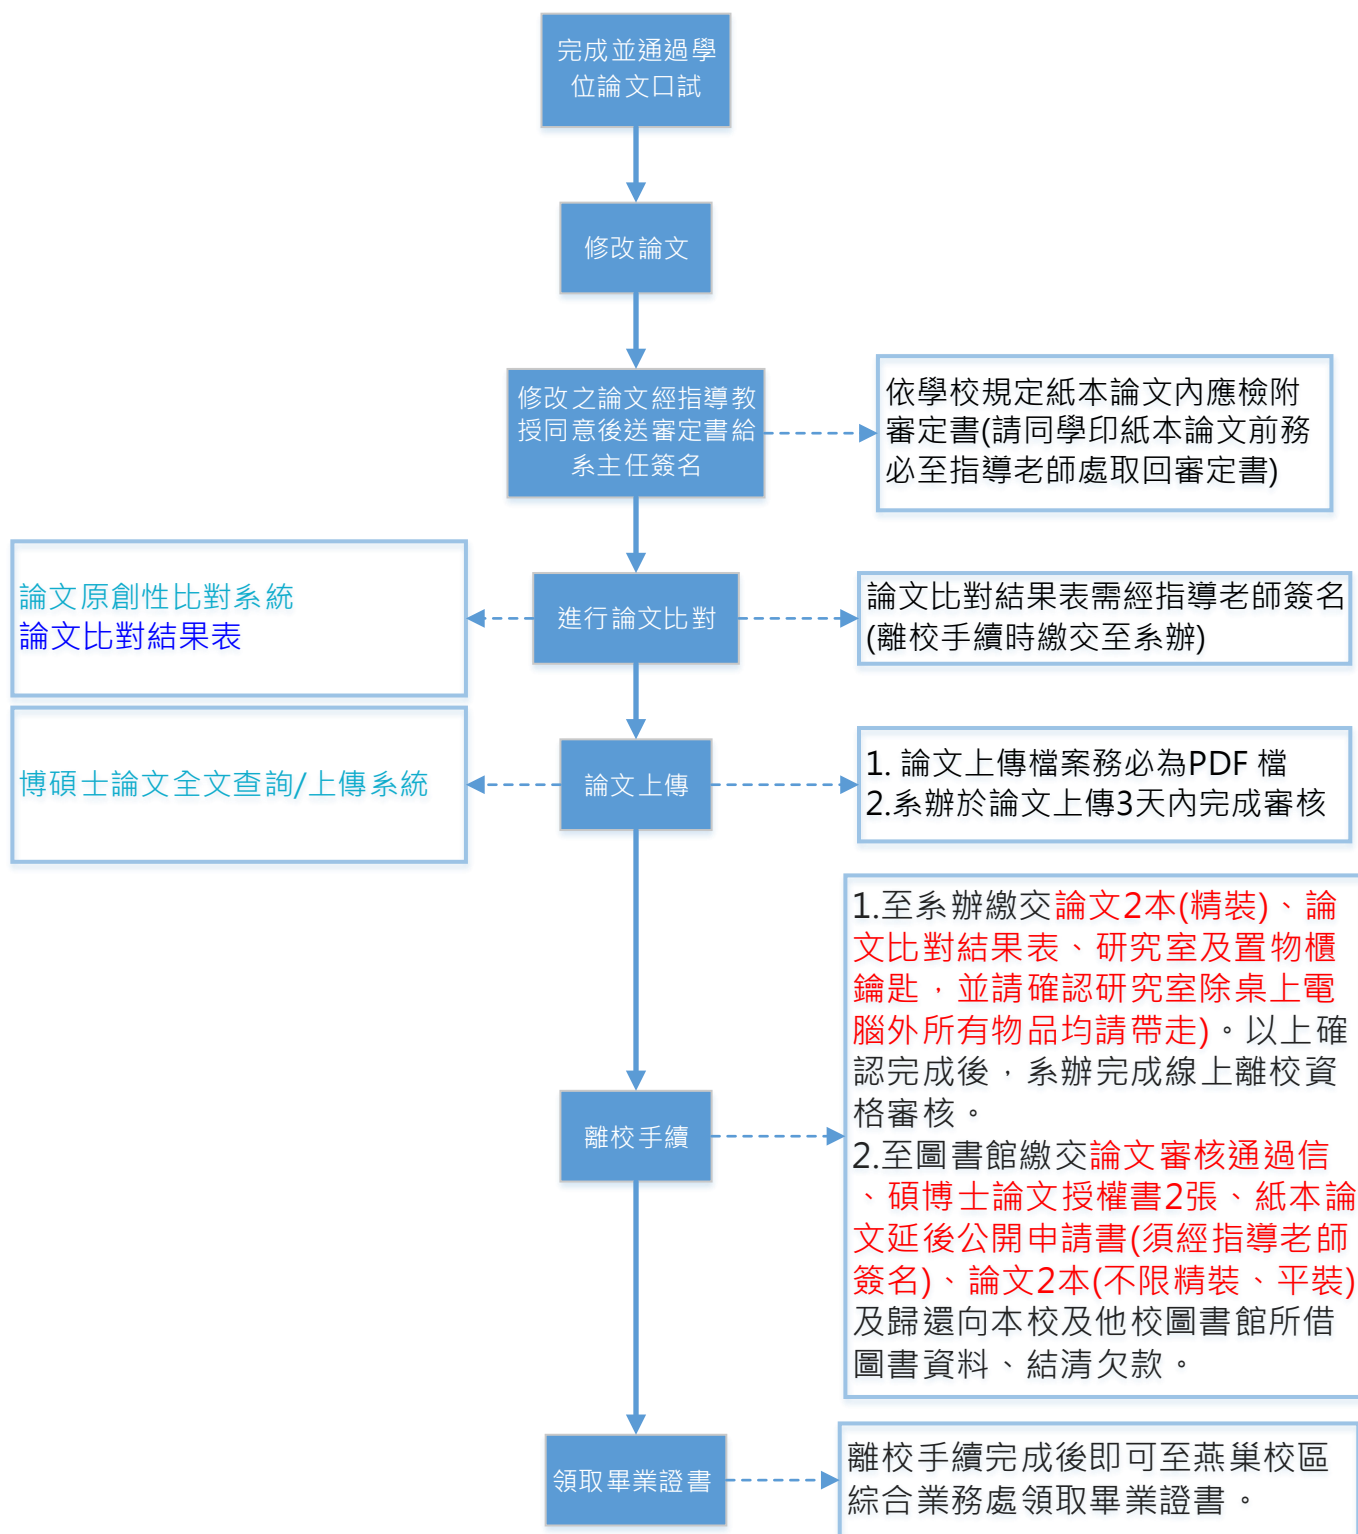 完成並通過學
位論文口試
修改論文
修改之論文經指導教
授同意後送審定書給
系主任簽名
依學校規定紙本論文內應檢附
審定書(請同學印紙本論文前務
必至指導老師處取回審定書)
論文原創性比對系統
論文比對結果表
進行論文比對
論文比對結果表需經指導老師簽名
(離校手續時繳交至系辦)
博碩士論文全文查詢/上傳系統
論文上傳
1. 論文上傳檔案務必為PDF 檔
2.系辦於論文上傳3天內完成審核
離校手續
1.至系辦繳交論文2本(精裝)、論
文比對結果表、研究室及置物櫃
鑰匙，並請確認研究室除桌上電
腦外所有物品均請帶走)。以上確
認完成後，系辦完成線上離校資
格審核。
2.至圖書館繳交論文審核通過信
、碩博士論文授權書2張、紙本論
文延後公開申請書(須經指導老師
簽名)、論文2本(不限精裝、平裝)
及歸還向本校及他校圖書館所借
圖書資料、結清欠款。
領取畢業證書
離校手續完成後即可至燕巢校區
綜合業務處領取畢業證書。